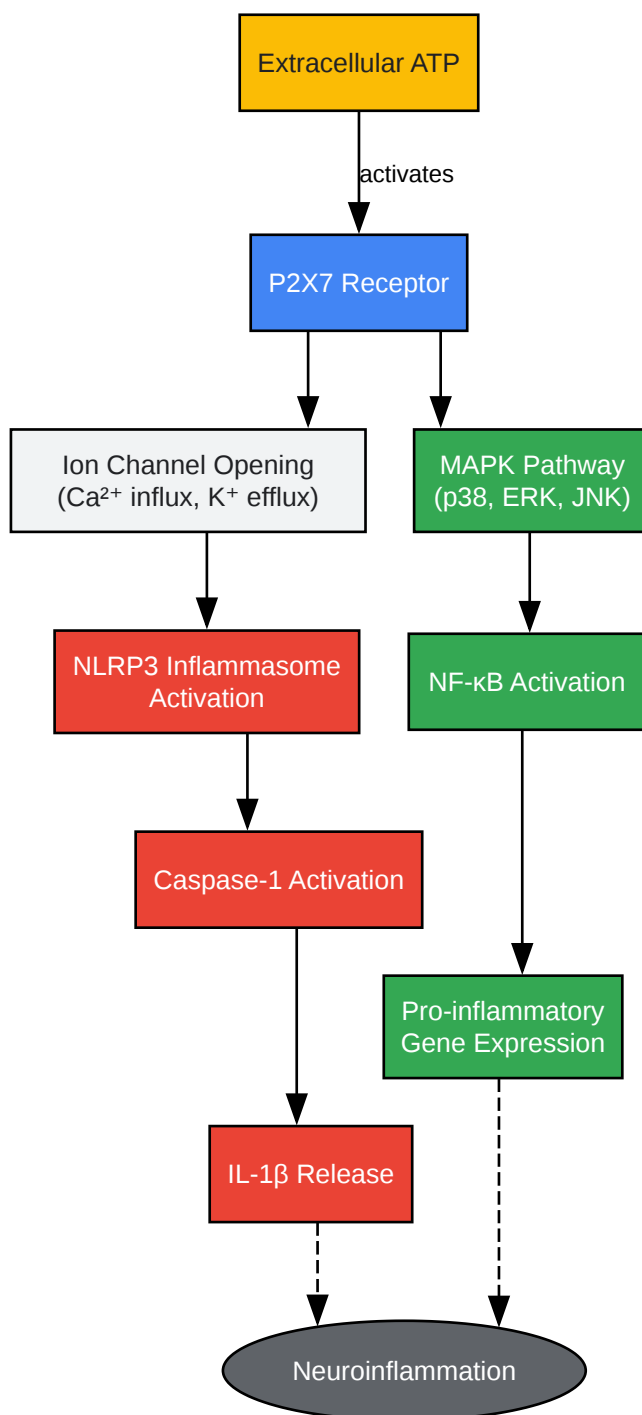 Extracellular ATP
activates
P2X7 Receptor
Ion Channel Opening
(Ca²⁺ influx, K⁺ efflux)
MAPK Pathway
(p38, ERK, JNK)
NLRP3 Inflammasome
Activation
NF-κB Activation
Caspase-1 Activation
Pro-inflammatory
Gene Expression
IL-1β Release
Neuroinflammation